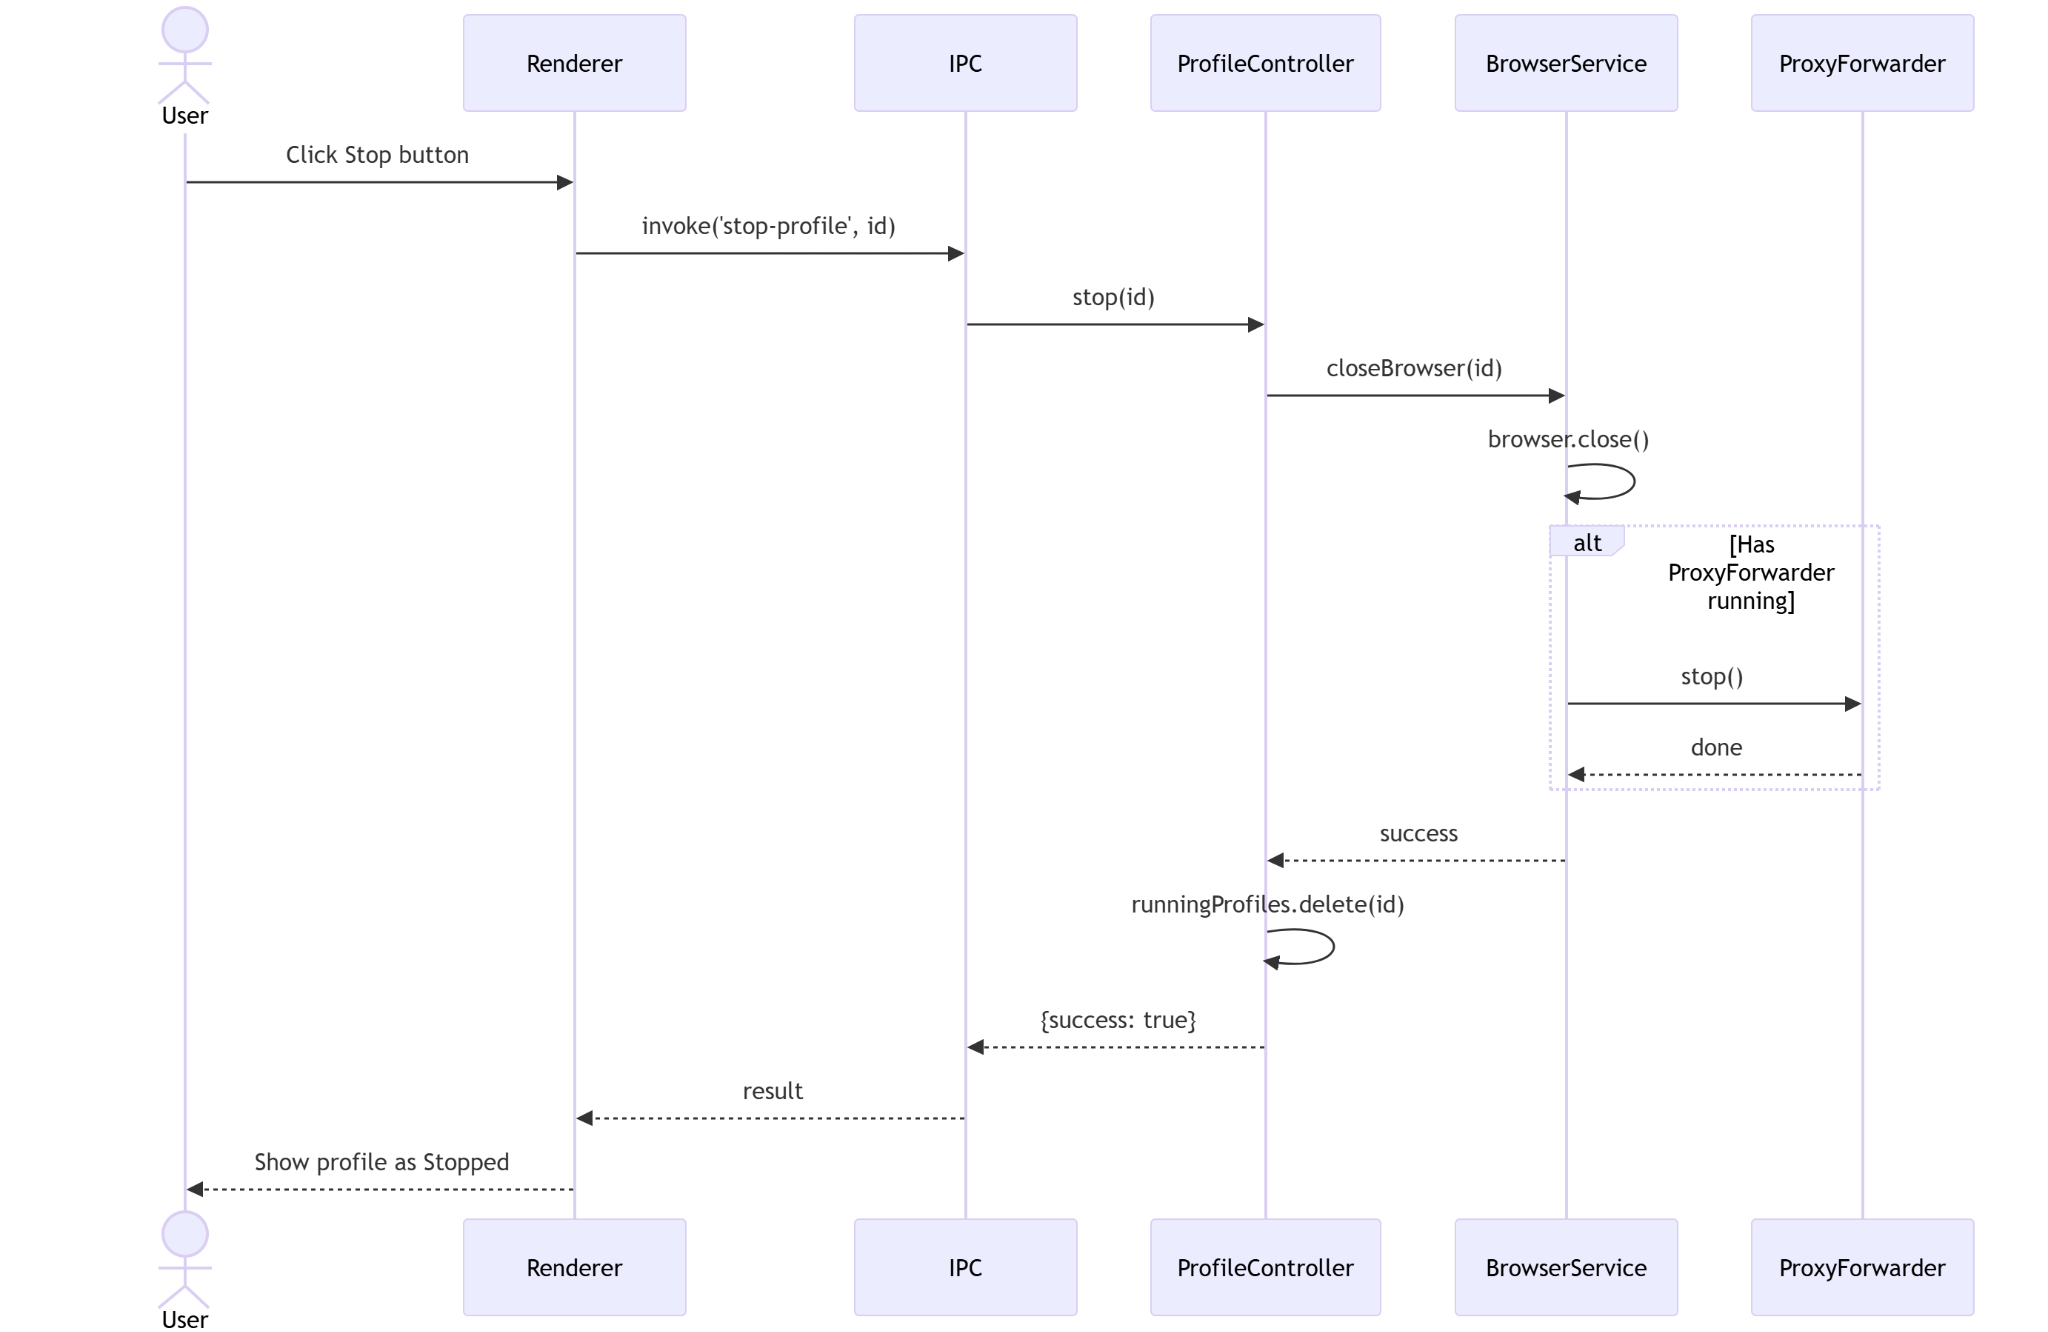 User
Renderer
IPC
ProfileController
BrowserService
ProxyForwarder
Click Stop button
invoke('stop-profile', id)
stop(id)
closeBrowser(id)
browser.close()
alt
[Has
ProxyForwarder
running]
stop()
done
success
runningProfiles.delete(id)
{success: true}
result
Show profile as Stopped
User
Renderer
IPC
ProfileController
BrowserService
ProxyForwarder